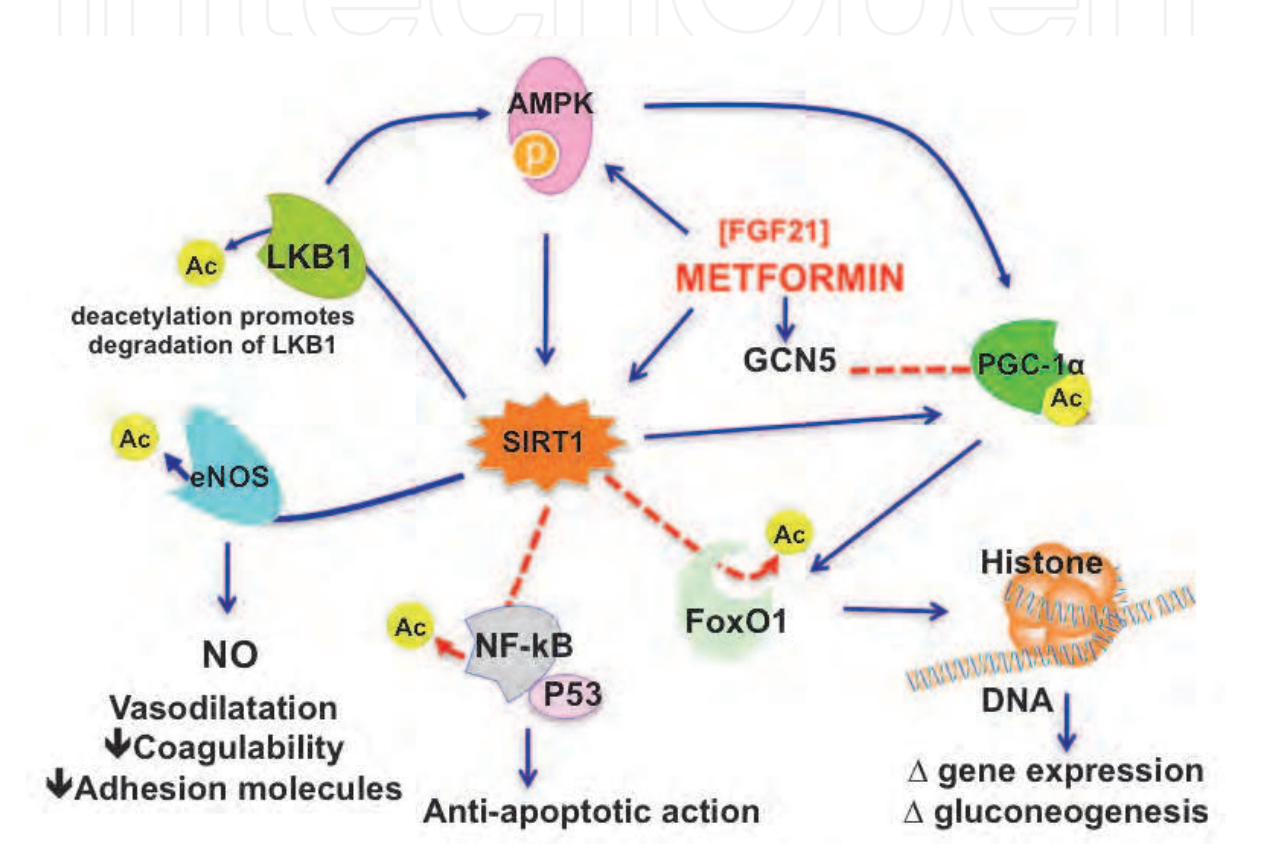 intechopen
AMPK
p
[FGF21]
METFORMIN
LKB1
Ac
deacetylation promotes
degradation of LKB1
GCN5
PGC-1α
Ac
Ac
eNOS
SIRT1
Ac
Histone
FoxO1
Ac
NF-kB
P53
NO
DNA
Vasodilatation
🡻Coagulability
🡻Adhesion molecules
Anti-apoptotic action
Δ gene expression
Δ gluconeogenesis